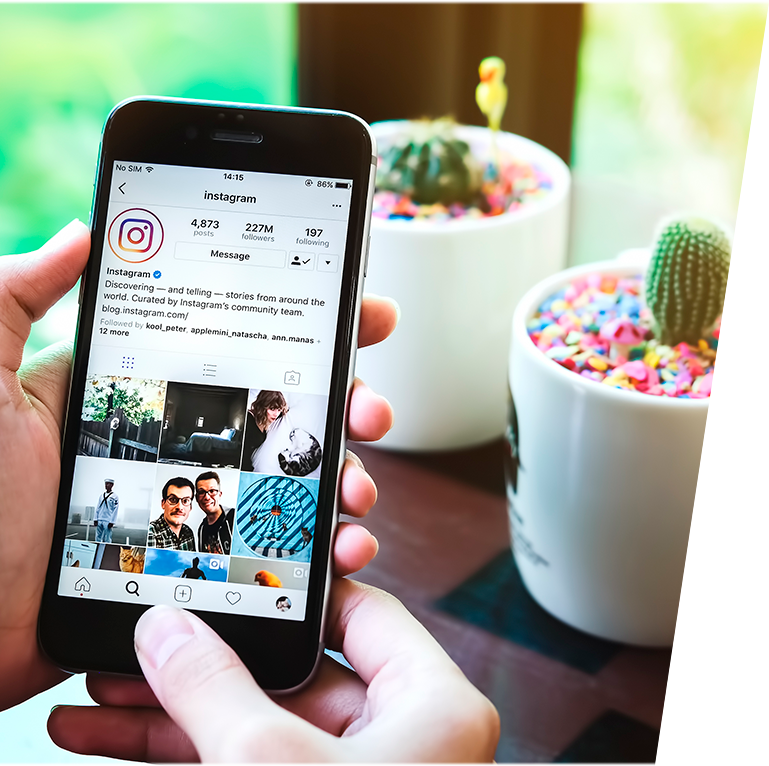 No SIM 14:15 86%
instagram
4,873 227M 197
posts followers following
Message
Instagram
Discovering — and telling — stories from around the
world. Curated by Instagram's community team.
blog.instagram.com/
Followed by kool_peter, applemini_natascha, ann.manas +
12 more